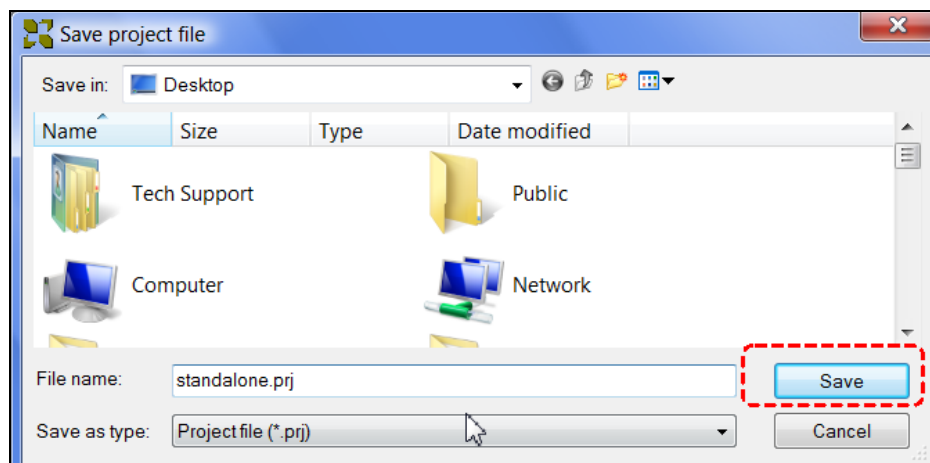 Save project file
Save in: Desktop
Name Size Type Date modified
Tech Support Public
Computer Network
File name: standalone.prj Save
Save as type: Project file (*.prj) Cancel